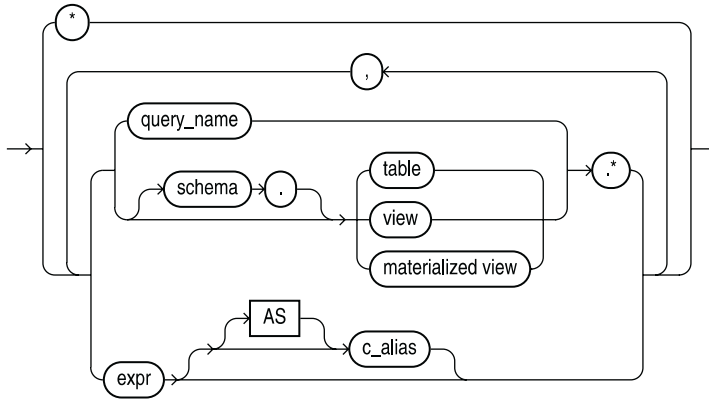 *
,
query_name
schema
.
table
.*
view
materialized view
AS
c_alias
expr